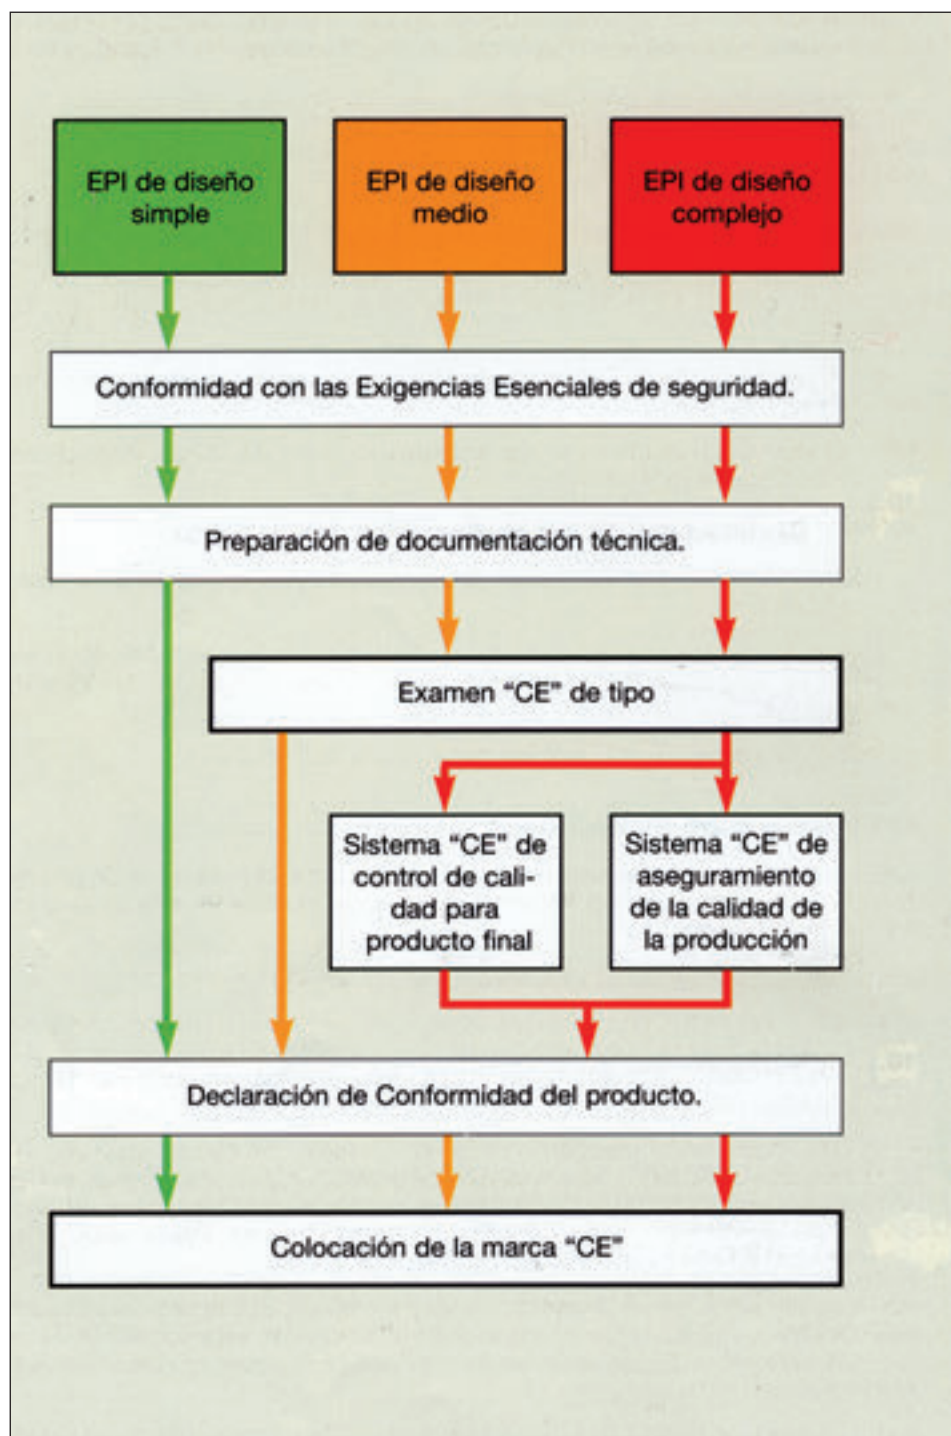 EPI de diseño
simple
EPI de diseño
medio
EPI de diseño
complejo
Conformidad con las Exigencias Esenciales de seguridad.
Preparación de documentación técnica.
Examen “CE” de tipo
Sistema “CE” de
control de cali-
dad para
producto final
Sistema “CE” de
aseguramiento
de la calidad de
la producción
Declaración de Conformidad del producto.
Colocación de la marca “CE”